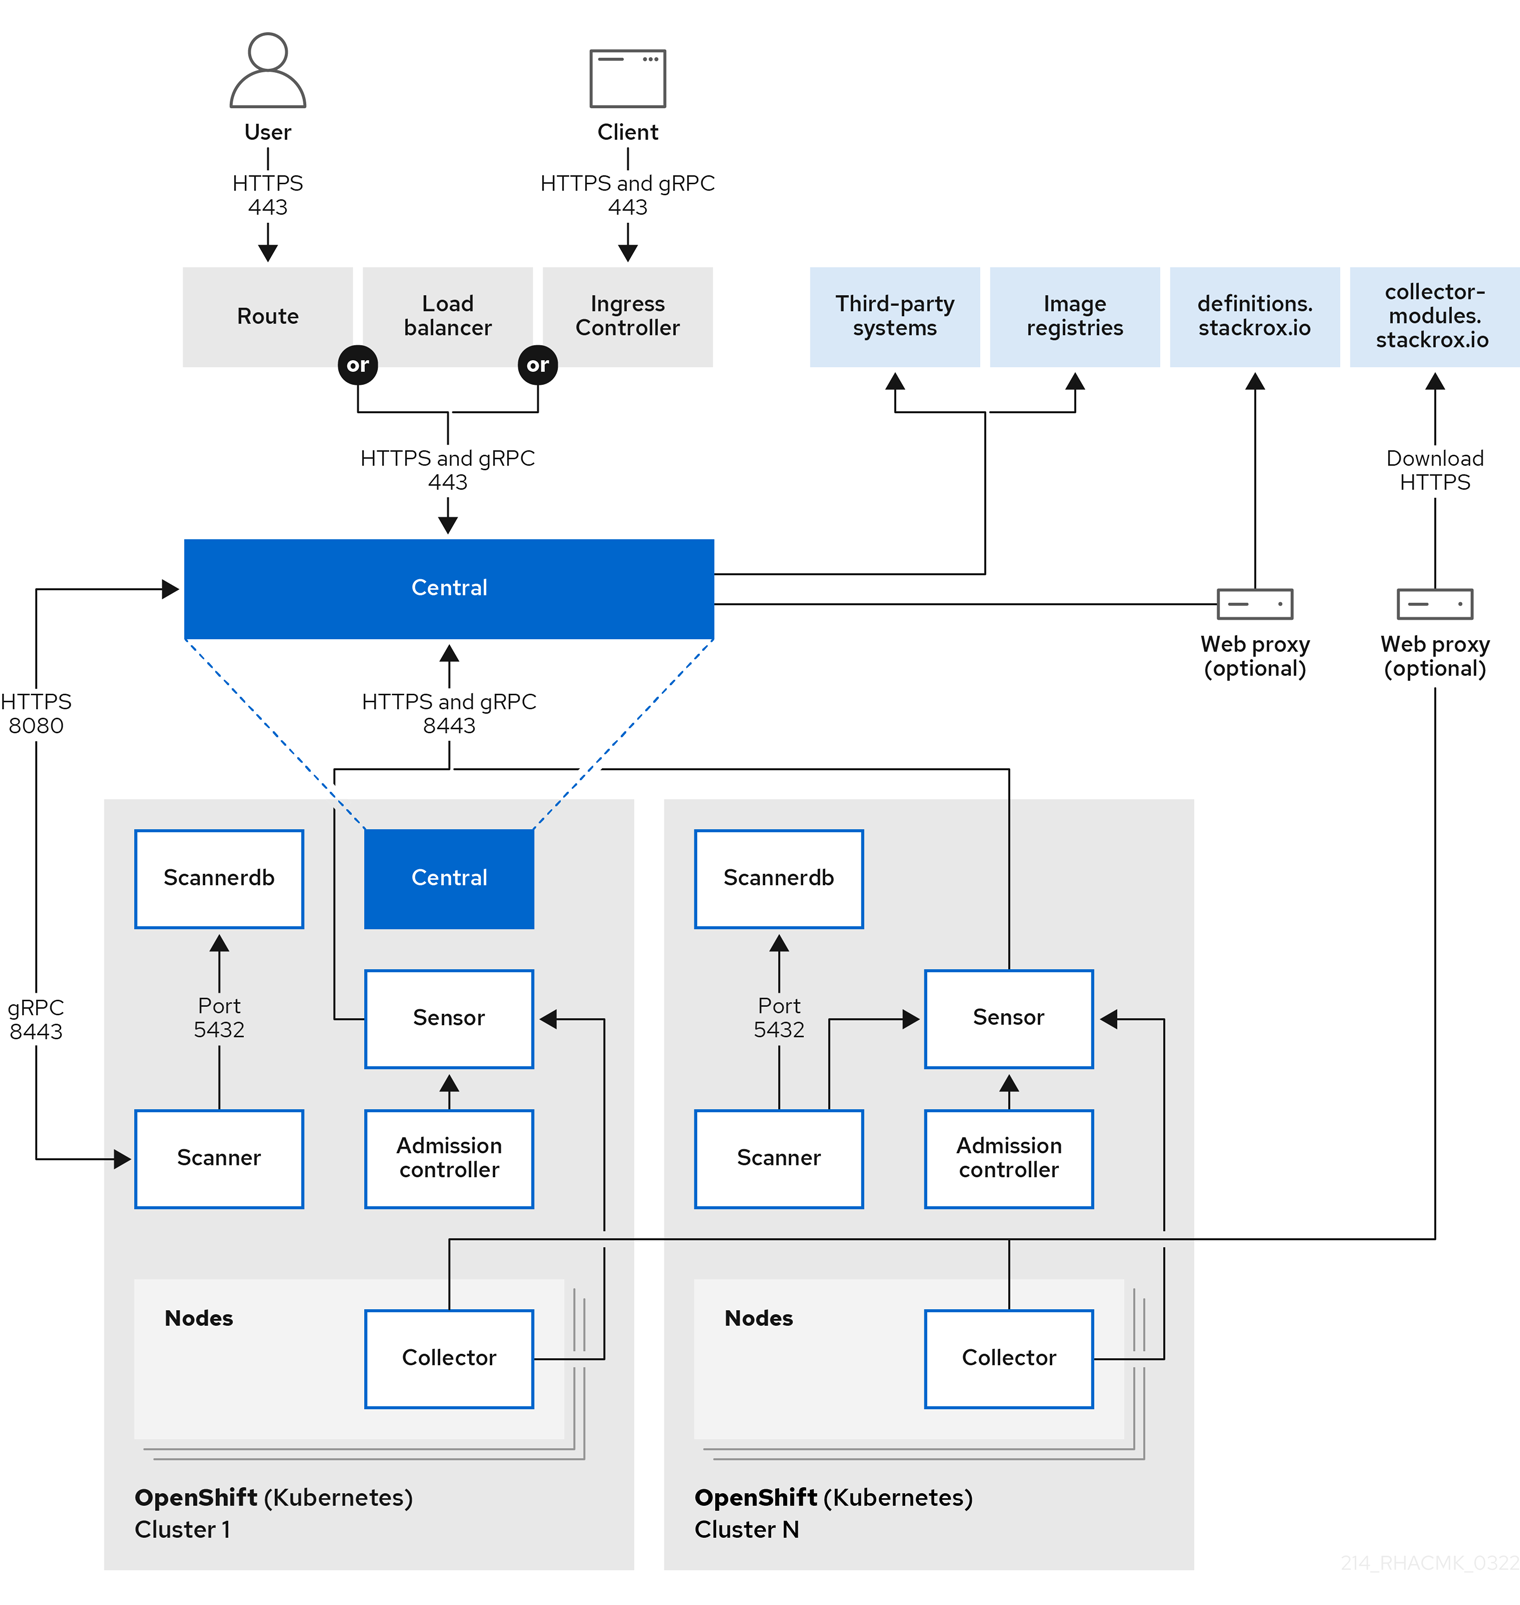 User
Client
HTTPS
443
HTTPS and gRPC
443
Route
Load
balancer
Ingress
Controller
or
or
Third-party
systems
Image
registries
definitions.
stackrox.io
collector-
modules.
stackrox.io
HTTPS and gRPC
443
Download
HTTPS
Central
Web proxy
(optional)
Web proxy
(optional)
HTTPS
8080
HTTPS and gRPC
8443
Scannerdb
Central
Scannerdb
gRPC
8443
Port
5432
Sensor
Port
5432
Sensor
Scanner
Admission
controller
Scanner
Admission
controller
Nodes
Collector
Nodes
Collector
OpenShift (Kubernetes)
Cluster 1
OpenShift (Kubernetes)
Cluster N
214_RHACMK_0322